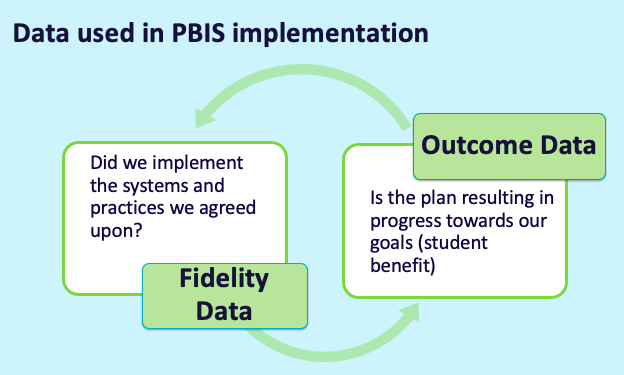 Data used in PBIS implementation
Did we implement
the systems and
practices we agreed
upon?
Fidelity
Data
Outcome Data
Is the plan resulting in
progress towards our
goals (student
benefit)